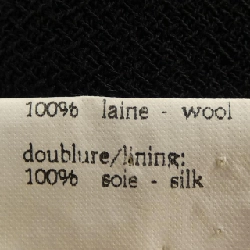 100% laine - wool
doublure/lining:
100% soie - silk